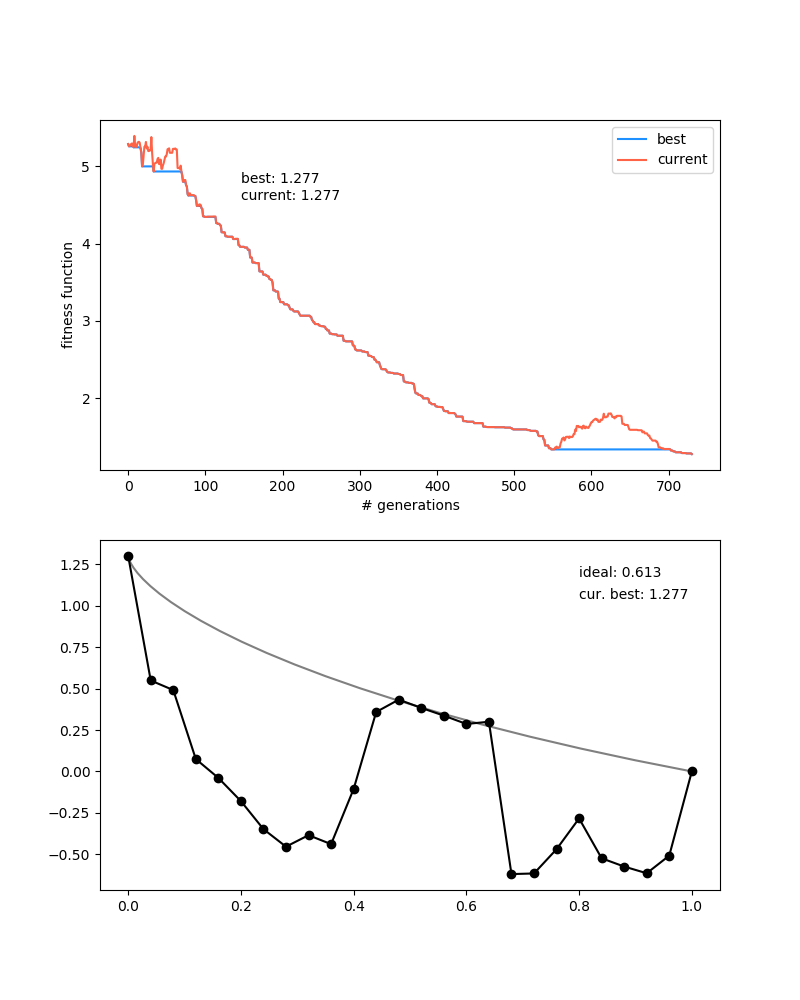 best
current
best: 1.277
current: 1.277
fitness function
5
4
3
2
0 100 200 300 400 500 600 700
# generations
ideal: 0.613
cur. best: 1.277
1.25
1.00
0.75
0.50
0.25
0.00
−0.25
−0.50
0.0 0.2 0.4 0.6 0.8 1.0